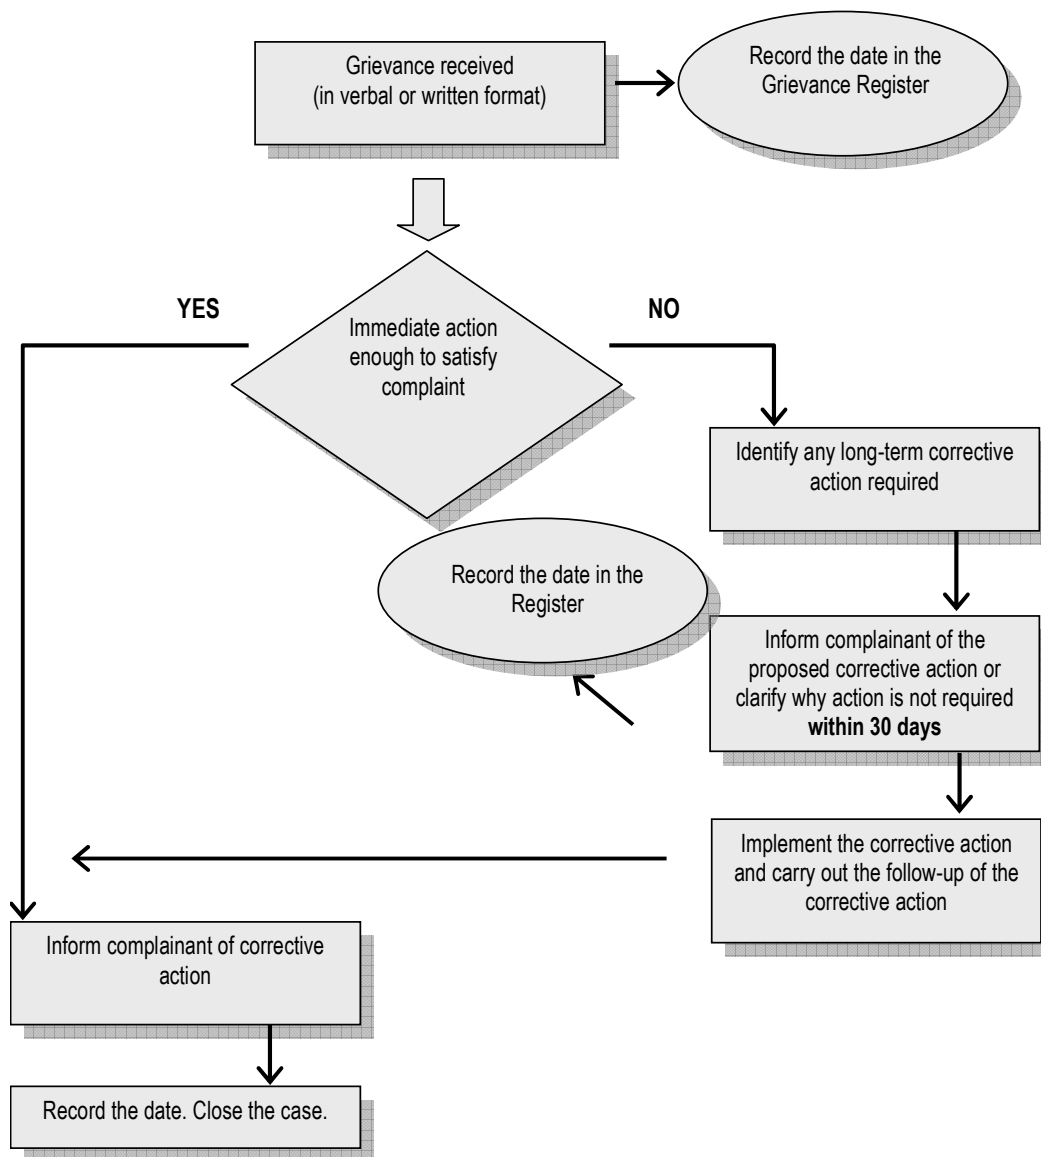 Grievance received
(in verbal or written format)
Record the date in the
Grievance Register
YES
NO
Immediate action
enough to satisfy
complaint
Identify any long-term corrective
action required
Record the date in the
Register
Inform complainant of the
proposed corrective action or
clarify why action is not required
within 30 days
Implement the corrective action
and carry out the follow-up of the
corrective action
Inform complainant of corrective
action
Record the date. Close the case.